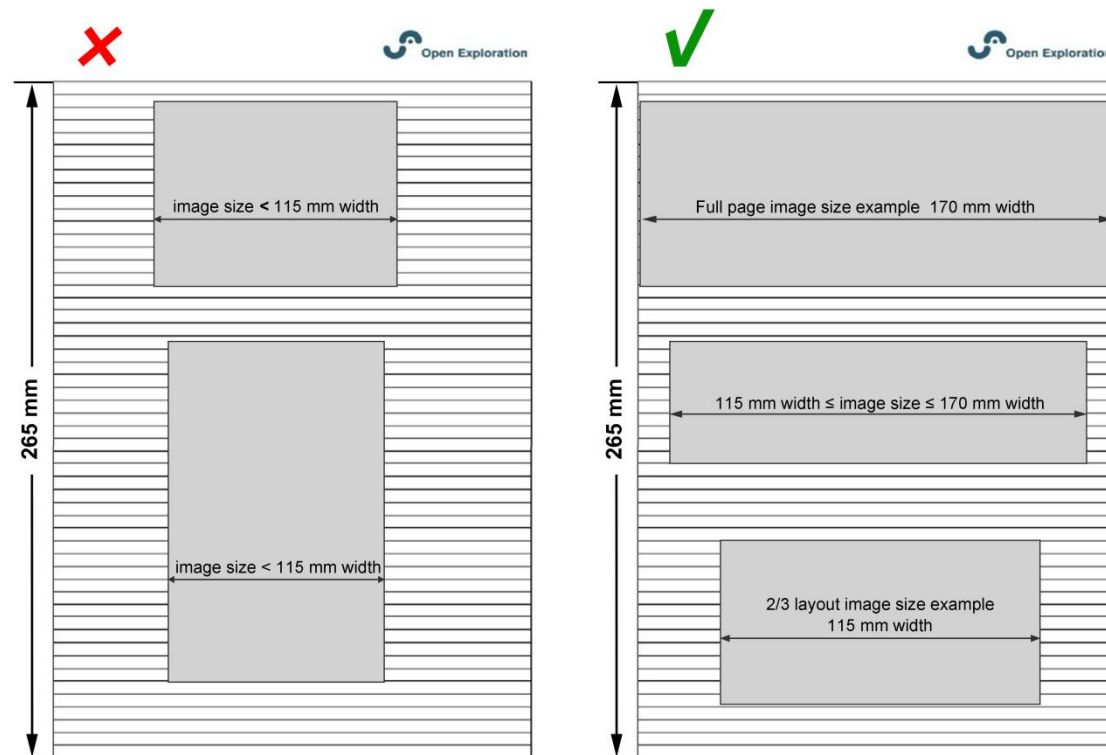 Open Exploration
265 mm
image size < 115 mm width
image size < 115 mm width
Open Exploration
265 mm
Full page image size example 170 mm width
115 mm width ≤ image size ≤ 170 mm width
2/3 layout image size example
115 mm width